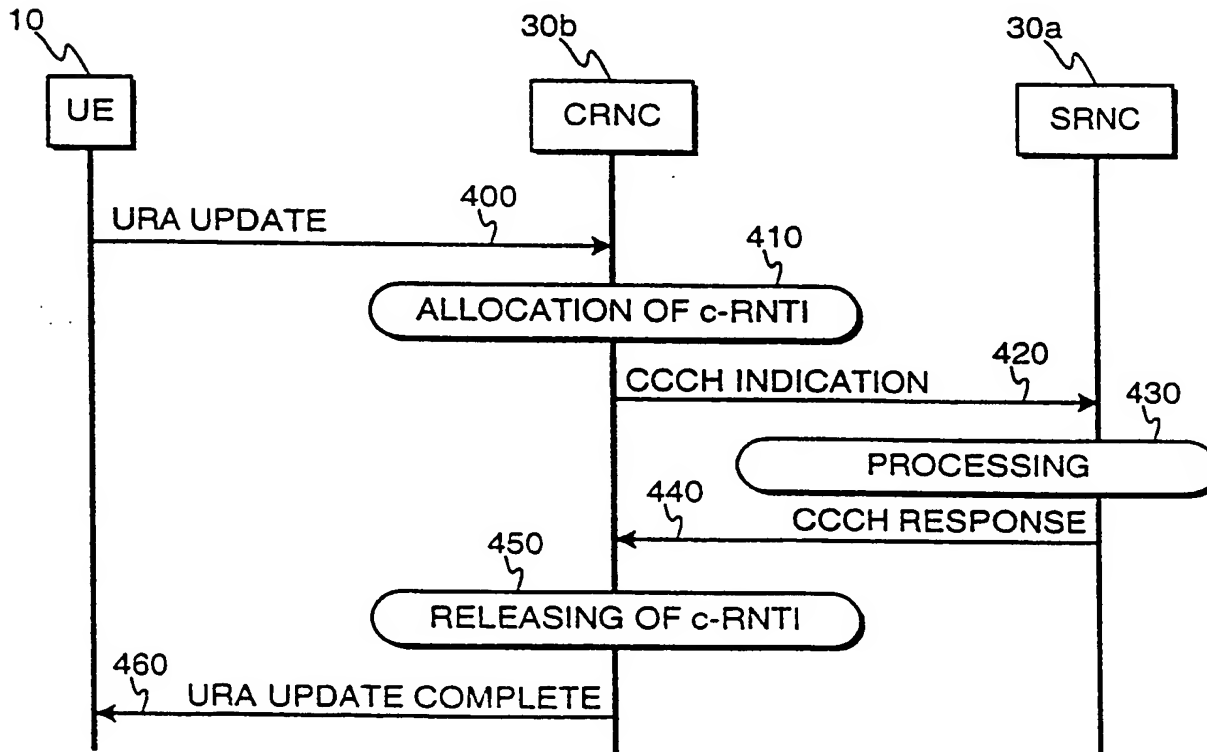 10
30b
30a
UE
CRNC
SRNC
URA UPDATE
400
410
ALLOCATION OF c-RNTI
CCCH INDICATION
420
430
PROCESSING
440
CCCH RESPONSE
450
RELEASING OF c-RNTI
460
URA UPDATE COMPLETE